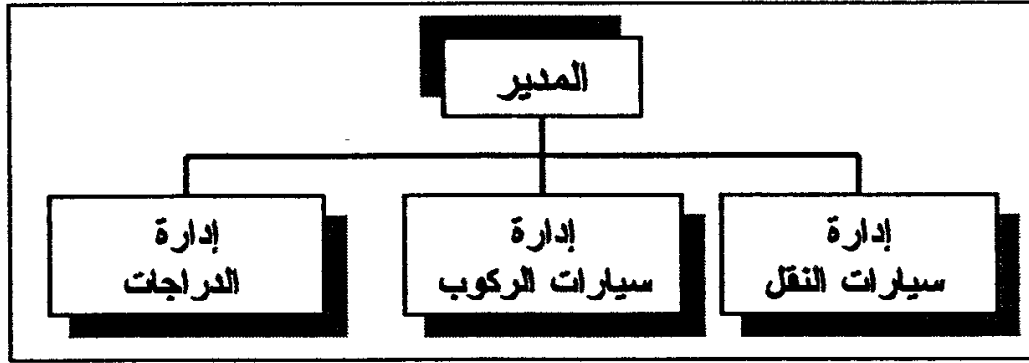 المدير
إدارة
سيارات النقل
إدارة
سيارات الركوب
إدارة
الدراجات